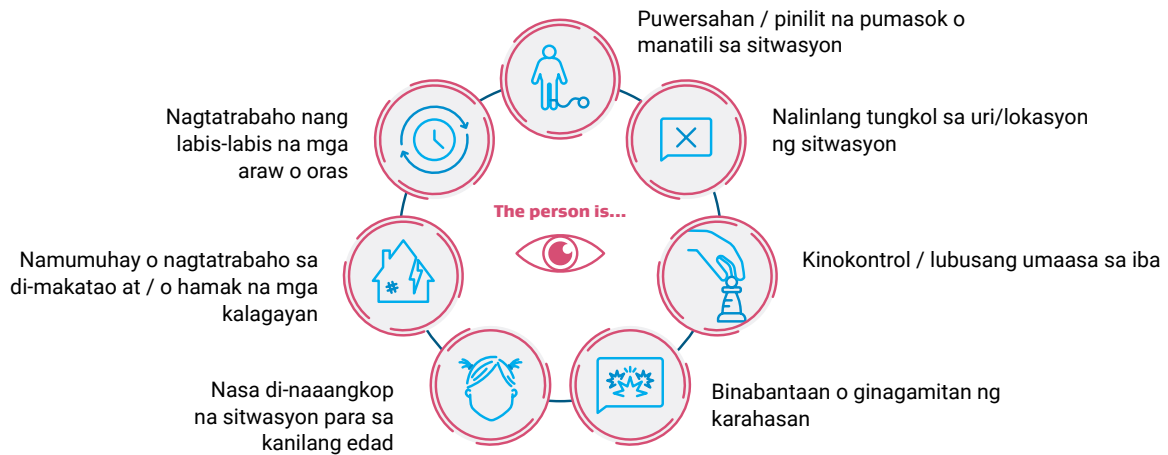 Puwersahan / pinilit na pumasok o
manatili sa sitwasyon
Nalinlang tungkol sa uri/lokasyon
ng sitwasyon
Kinokontrol / lubusang umaasa sa iba
Binabantaan o ginagamitan ng
karahasan
Nasa di-naaangkop
na sitwasyon para sa
kanilang edad
Namumuhay o nagtatrabaho sa
di-makatao at / o hamak na mga
kalagayan
Nagtatrabaho nang
labis-labis na mga
araw o oras
The person is...